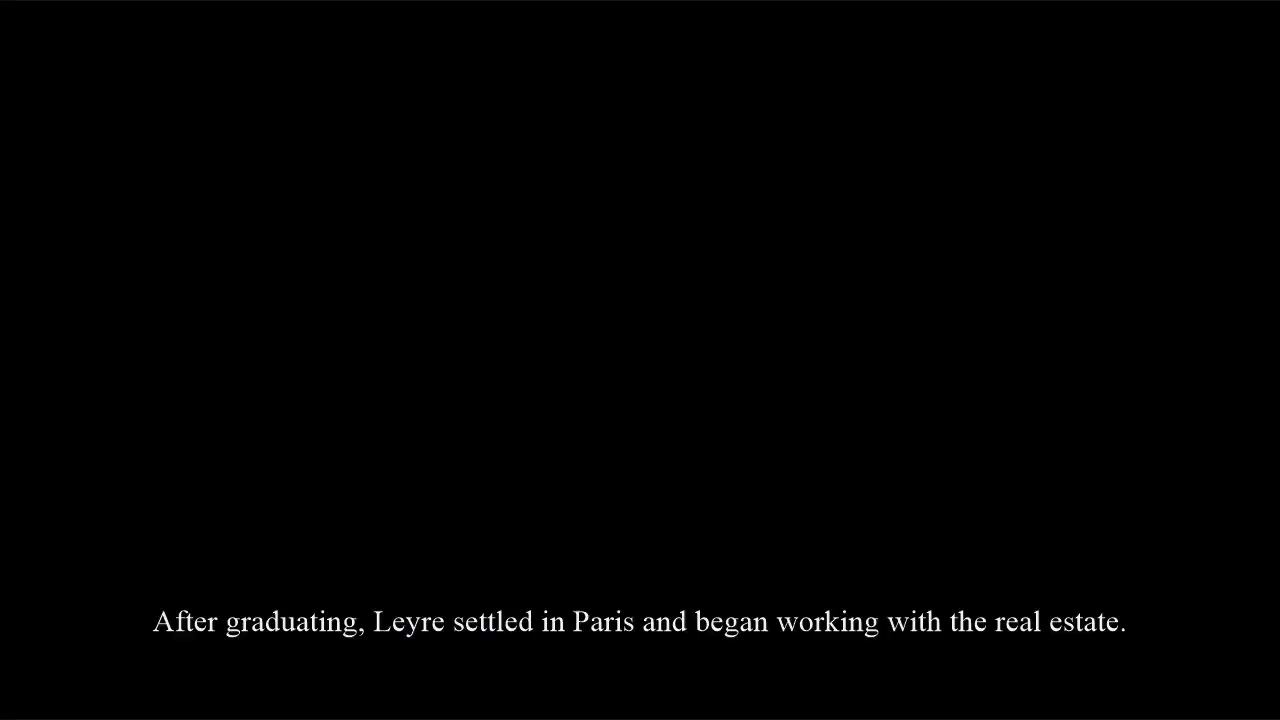 After graduating, Leyre settled in Paris and began working with the real estate.